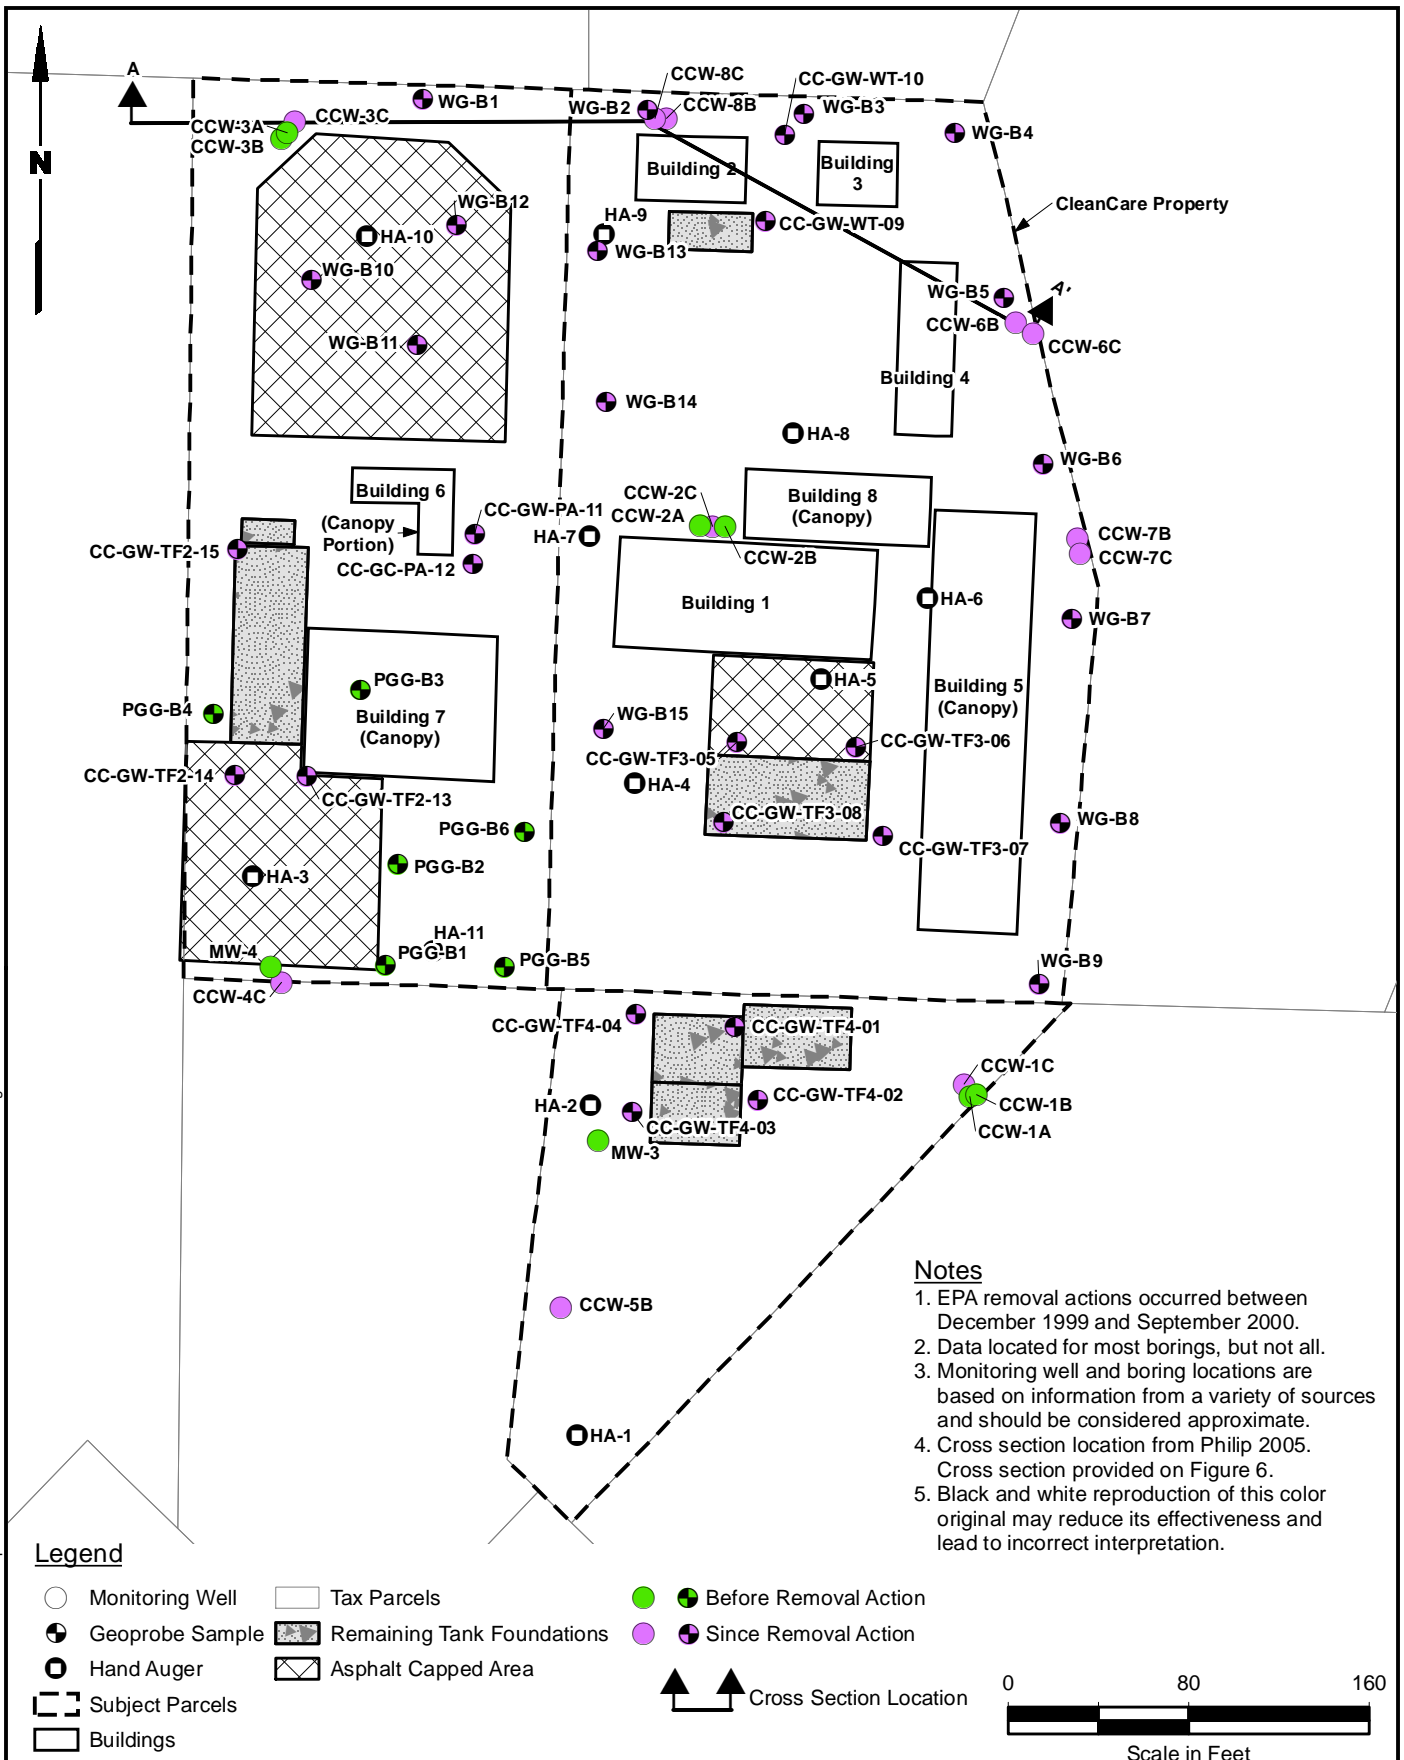 A
N
WG-B1
CCW-3A
CCW-3C
CCW-3B
WG-B2
CCW-8C
CCW-8B
CC-GW-WT-10
WG-B3
WG-B4
Building 2
Building
3
CleanCare Property
WG-B12
HA-10
WG-B10
WG-B11
HA-9
WG-B13
CC-GW-WT-09
WG-B5
A'
CCW-6B
CCW-6C
Building 4
WG-B14
HA-8
WG-B6
Building 6
(Canopy
Portion)
CC-GW-PA-11
CC-GC-PA-12
HA-7
CCW-2C
CCW-2A
CCW-2B
Building 8
(Canopy)
CCW-7B
CCW-7C
CC-GW-TF2-15
Building 1
HA-6
WG-B7
PGG-B3
PGG-B4
Building 7
(Canopy)
HA-5
Building 5
(Canopy)
WG-B15
CC-GW-TF3-05
CC-GW-TF3-06
CC-GW-TF2-14
CC-GW-TF2-13
HA-4
CC-GW-TF3-08
CC-GW-TF3-07
WG-B8
PGG-B6
PGG-B2
HA-3
HA-11
MW-4
PGG-B1
PGG-B5
CCW-4C
WG-B9
CC-GW-TF4-04
CC-GW-TF4-01
CC-GW-TF4-02
HA-2
CC-GW-TF4-03
MW-3
CCW-1C
CCW-1B
CCW-1A
CCW-5B
HA-1
Notes
1. EPA removal actions occurred between
December 1999 and September 2000.
2. Data located for most borings, but not all.
3. Monitoring well and boring locations are
based on information from a variety of sources
and should be considered approximate.
4. Cross section location from Philip 2005.
Cross section provided on Figure 6.
5. Black and white reproduction of this color
original may reduce its effectiveness and
lead to incorrect interpretation.
Legend
Monitoring Well
Geoprobe Sample
Hand Auger
Subject Parcels
Buildings
Tax Parcels
Remaining Tank Foundations
Asphalt Capped Area
Before Removal Action
Since Removal Action
Cross Section Location
0 80 160
Scale in Feet